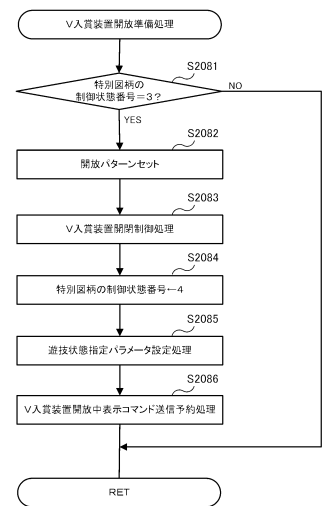 V入賞装置開放準備処理
S2081
特別図柄の
制御状態番号=3?
NO
YES
S2082
開放パターンセット
S2083
V入賞装置開閉制御処理
S2084
特別図柄の制御状態番号←4
S2085
遊技状態指定パラメータ設定処理
S2086
V入賞装置開放中表示コマンド送信予約処理
RET